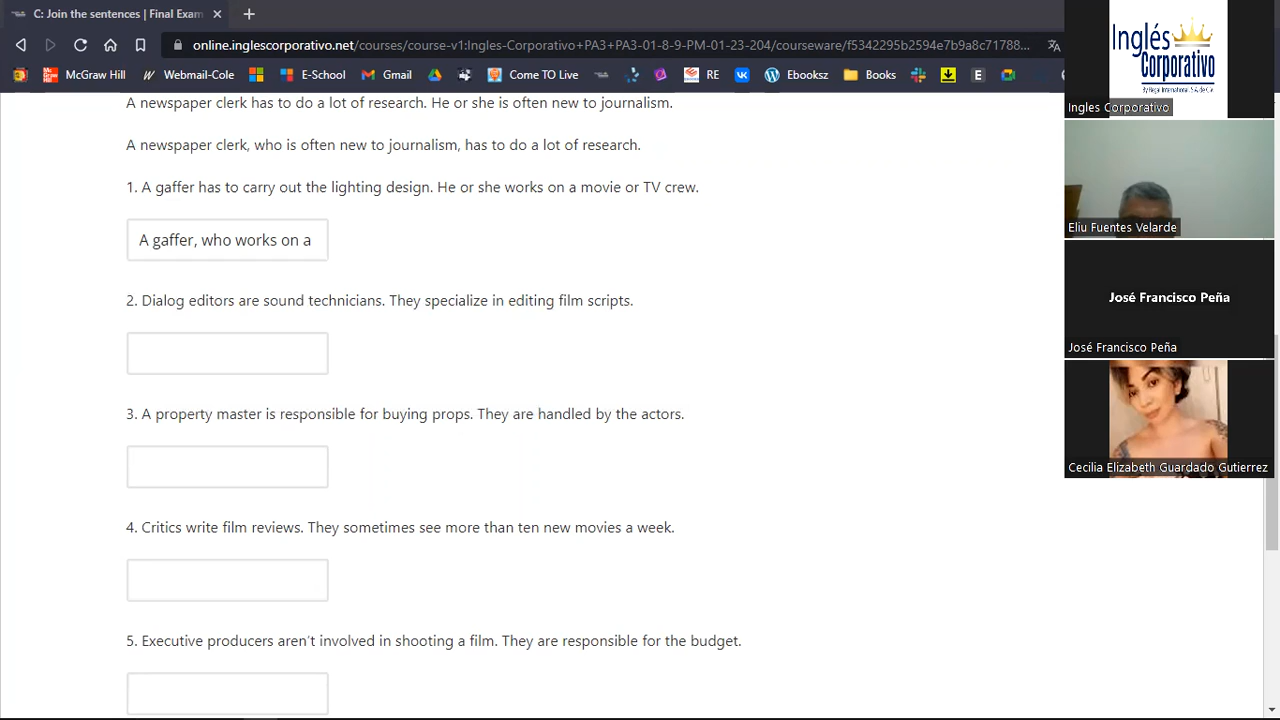 C: Join the sentences | Final Exam
online.inglescorporativo.net/courses/course-v1:Ingles-Corporativo+PA3+PA3-01-8-9-PM-01-23-204/courseware/f5342295b2594e7b9a8c71788...
McGraw Hill
Webmail-Cole
E-School
Gmail
Come TO Live
RE
Ebooksz
Books
A newspaper clerk has to do a lot of research. He or she is often new to journalism.
A newspaper clerk, who is often new to journalism, has to do a lot of research.
1. A gaffer has to carry out the lighting design. He or she works on a movie or TV crew.
A gaffer, who works on a
2. Dialog editors are sound technicians. They specialize in editing film scripts.
3. A property master is responsible for buying props. They are handled by the actors.
4. Critics write film reviews. They sometimes see more than ten new movies a week.
5. Executive producers aren't involved in shooting a film. They are responsible for the budget.
Inglés
Corporativo
By Regal International, S.A. de C.V.
Ingles Corporativo
Eliu Fuentes Velarde
José Francisco Peña
José Francisco Peña
Cecilia Elizabeth Guardado Gutierrez